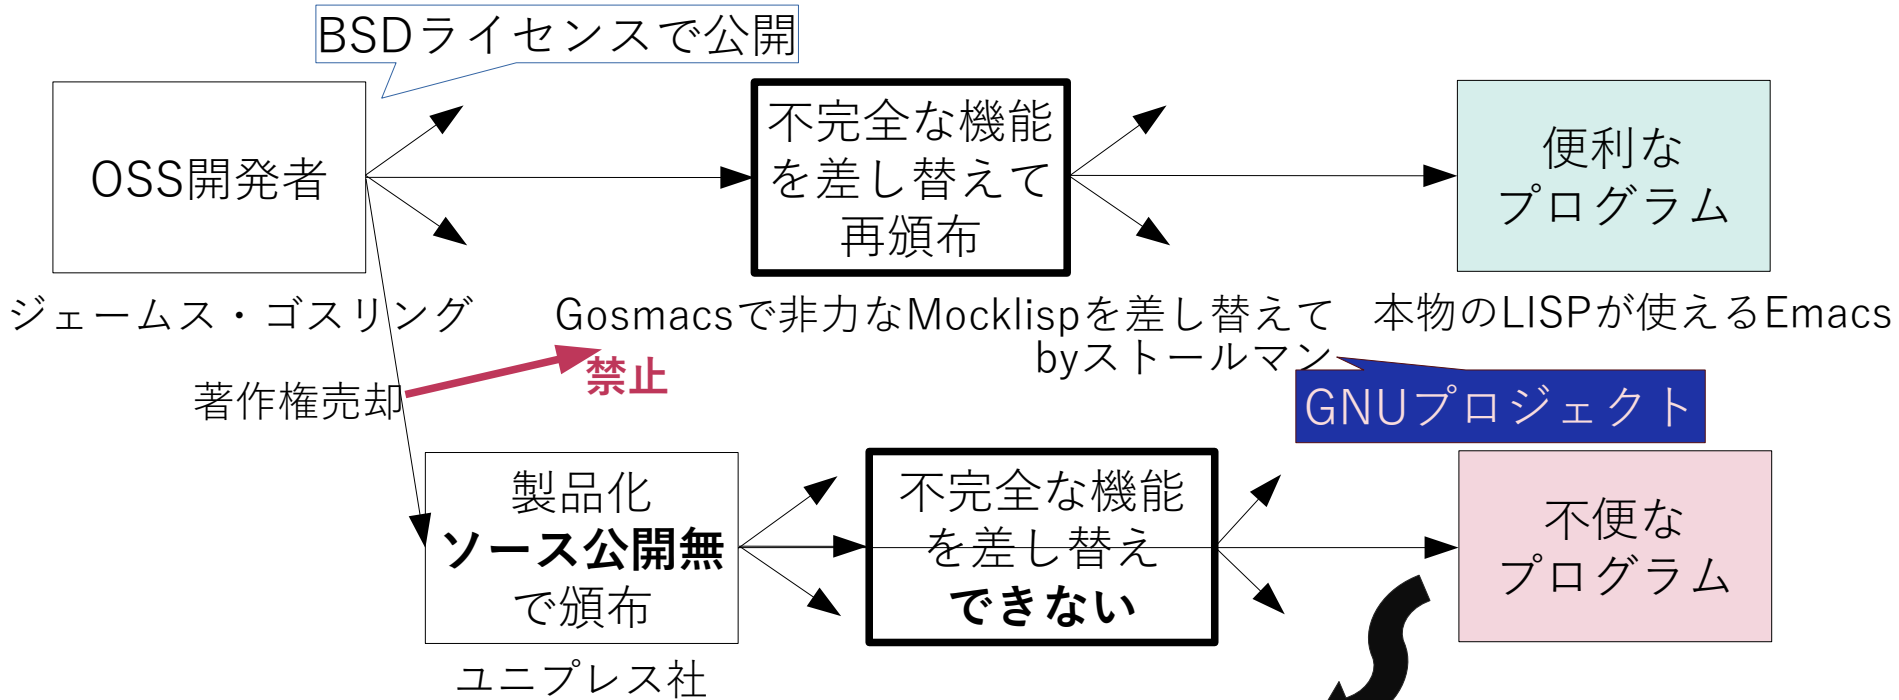 BSDライセンスで公開
OSS開発者
不完全な機能
を差し替えて
再頒布
便利な
プログラム
ジェームス・ゴスリング
Gosmacsで非力なMocklispを差し替えて
byストールマン
本物のLISPが使えるEmacs
禁止
著作権売却
GNUプロジェクト
製品化
ソース公開無
で頒布
不完全な機能
を差し替え
できない
不便な
プログラム
ユニプレス社